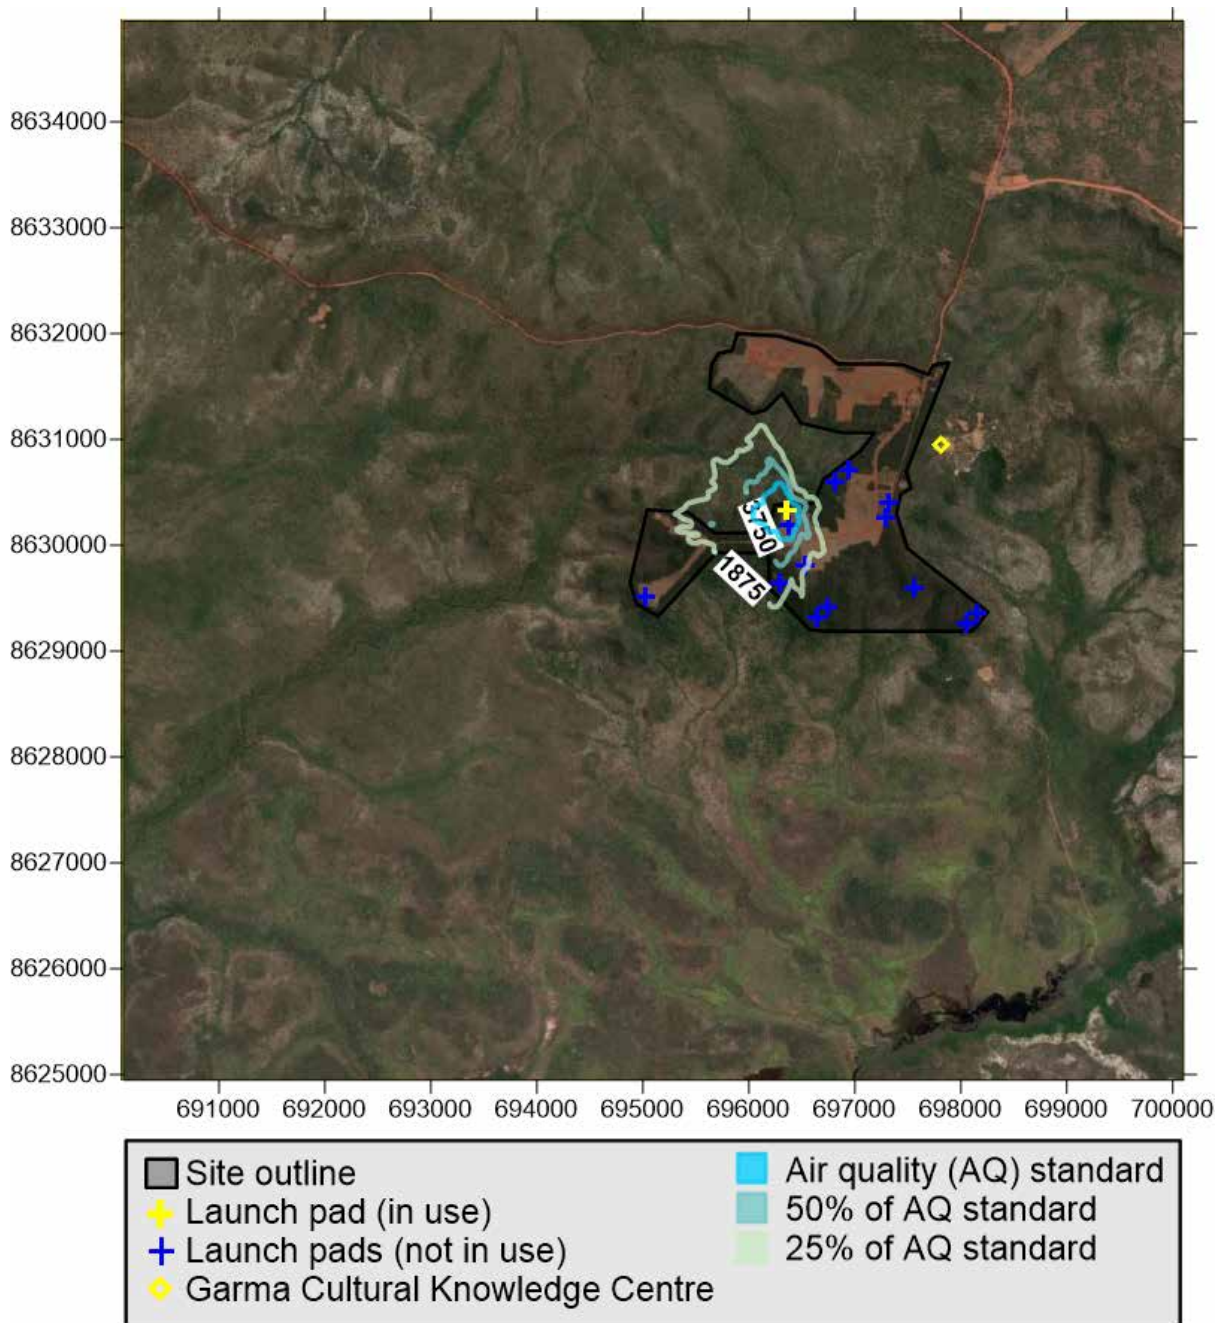 8634000
8633000
8632000
8631000
8630000
8629000
8628000
8627000
8626000
8625000
3750
1875
691000 692000 693000 694000 695000 696000 697000 698000 699000 700000
Site outline
Launch pad (in use)
Launch pads (not in use)
Garma Cultural Knowledge Centre
Air quality (AQ) standard
50% of AQ standard
25% of AQ standard